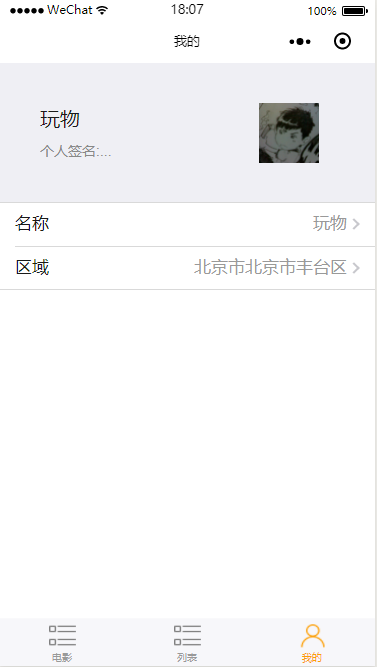 WeChat 18:07 100%
我的
玩物
个人签名:...
名称 玩物
区域 北京市北京市丰台区
电影 列表 我的